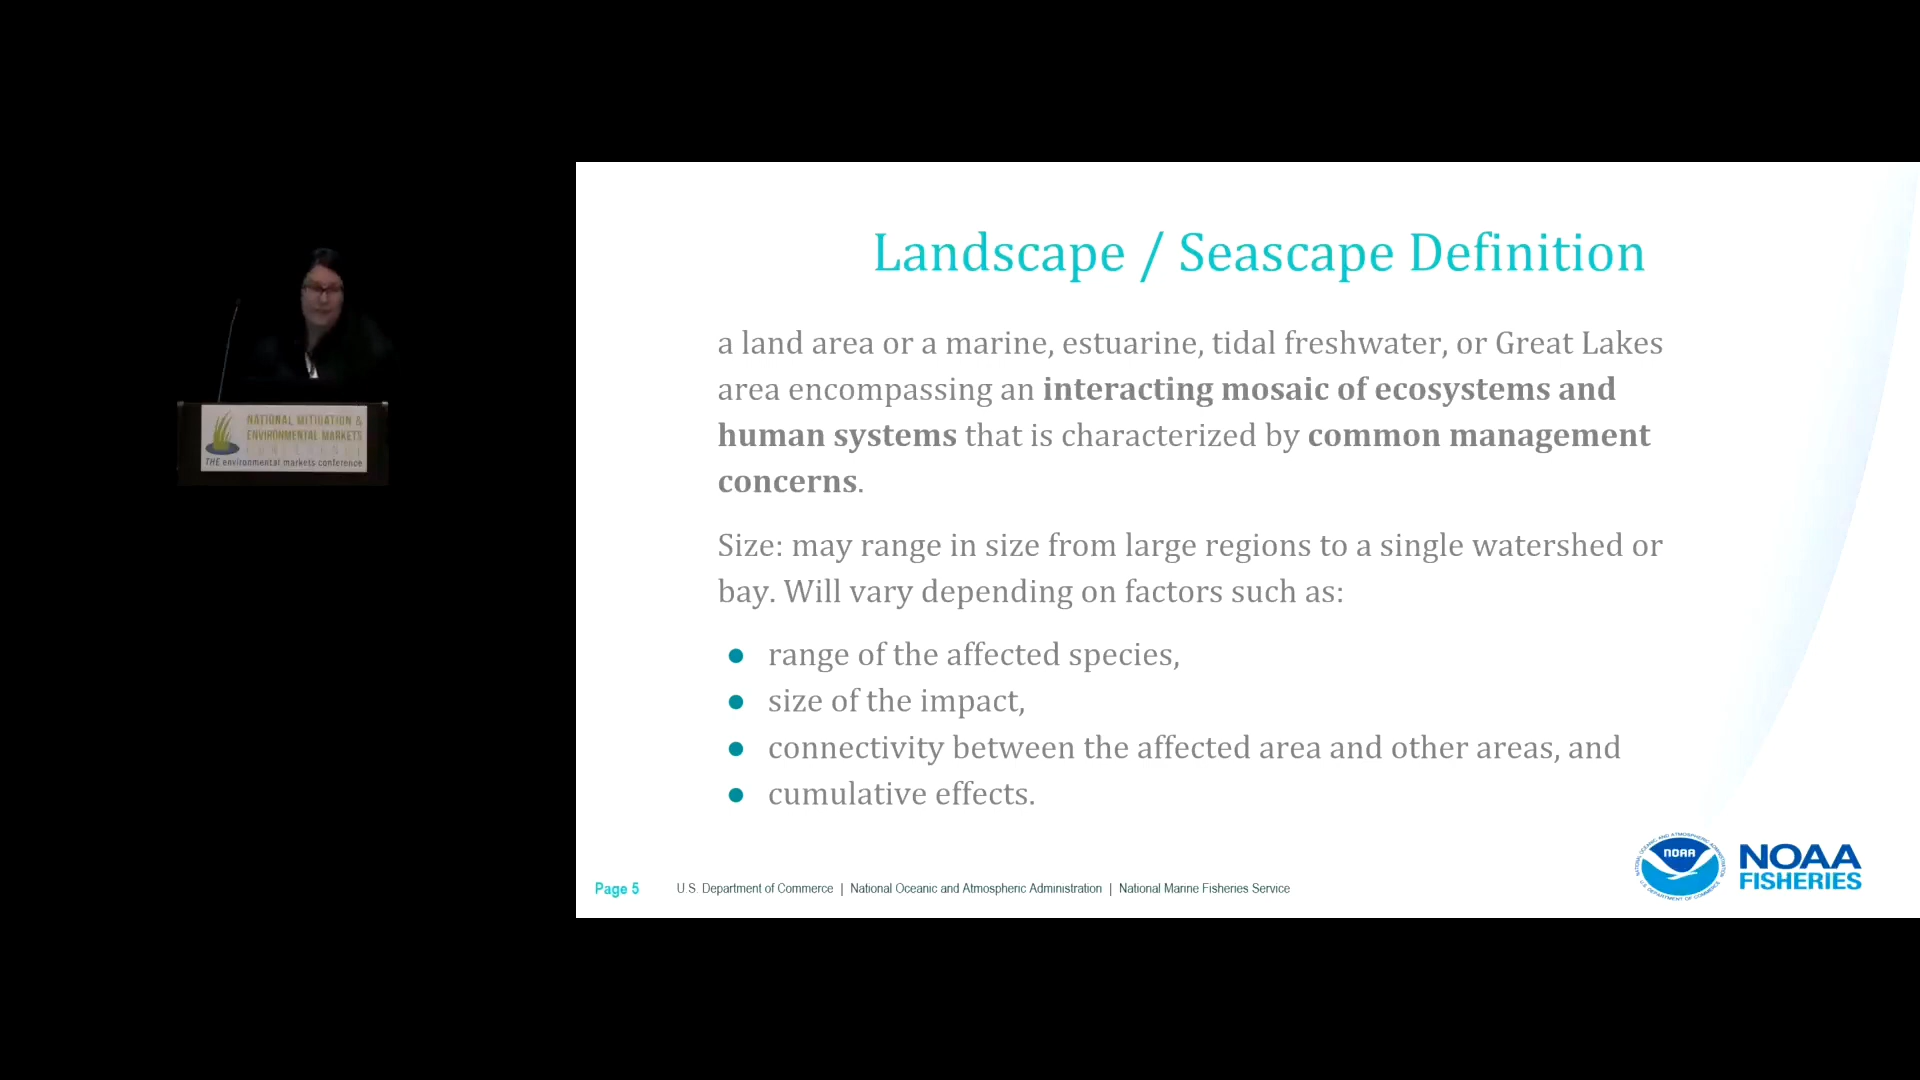 NATIONAL MITIGATION &
ENVIRONMENTAL MARKETS
THE environmental markets conference
Landscape / Seascape Definition
a land area or a marine, estuarine, tidal freshwater, or Great Lakes
area encompassing an interacting mosaic of ecosystems and
human systems that is characterized by common management
concerns.
Size: may range in size from large regions to a single watershed or
bay. Will vary depending on factors such as:
● range of the affected species,
● size of the impact,
● connectivity between the affected area and other areas, and
● cumulative effects.
Page 5 U.S. Department of Commerce | National Oceanic and Atmospheric Administration | National Marine Fisheries Service
NOAA
NOAA
FISHERIES